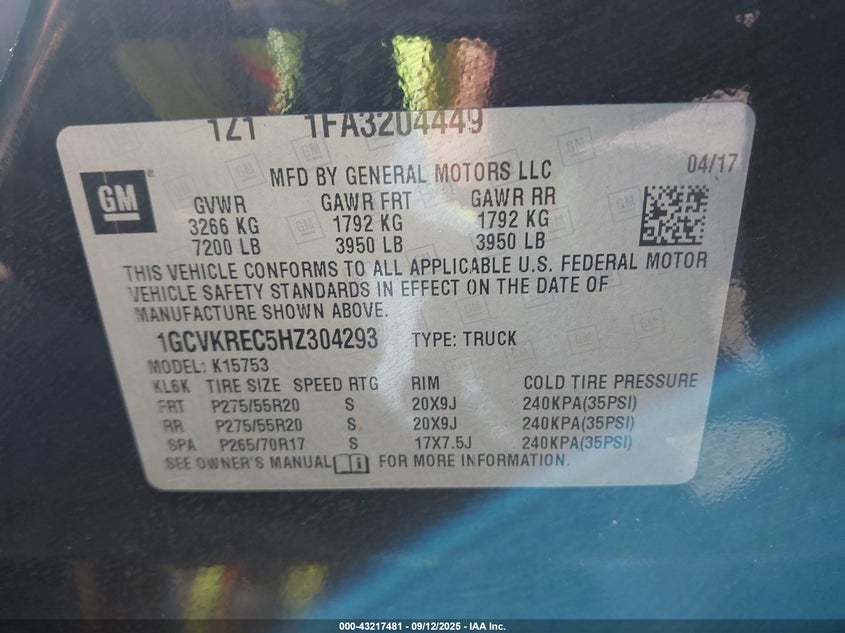 1Z1 1FA3204449
MFD BY GENERAL MOTORS LLC 04/17
GM
GVWR GAWR FRT GAWR RR
3266 KG 1792 KG 1792 KG
7200 LB 3950 LB 3950 LB
THIS VEHICLE CONFORMS TO ALL APPLICABLE U.S. FEDERAL MOTOR
VEHICLE SAFETY STANDARDS IN EFFECT ON THE DATE OF
MANUFACTURE SHOWN ABOVE.
1GCVKREC5HZ304293 TYPE: TRUCK
MODEL: K15753
KL6K TIRE SIZE SPEED RTG RIM COLD TIRE PRESSURE
FRT P275/55R20 S 20X9J 240KPA(35PSI)
RR P275/55R20 S 20X9J 240KPA(35PSI)
SPA P265/70R17 S 17X7.5J 240KPA(35PSI)
SEE OWNER'S MANUAL FOR MORE INFORMATION.
000-43217481 - 09/12/2025 - IAA Inc.